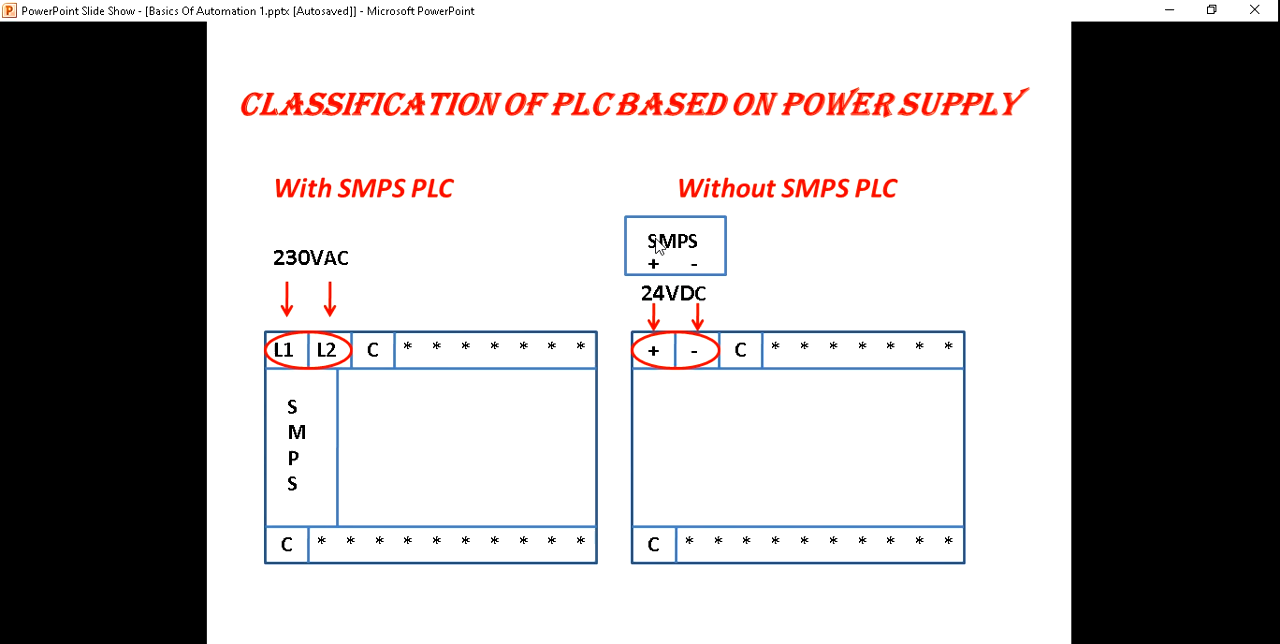 PowerPoint Slide Show - [Basics Of Automation 1.pptx [Autosaved]] - Microsoft PowerPoint
CLASSIFICATION OF PLC BASED ON POWER SUPPLY
With SMPS PLC
Without SMPS PLC
230VAC
SMPS
+ -
24VDC
L1 L2 C * * * * * * *
+ - C * * * * * * *
S
M
P
S
C * * * * * * * * * *
C * * * * * * * * * *